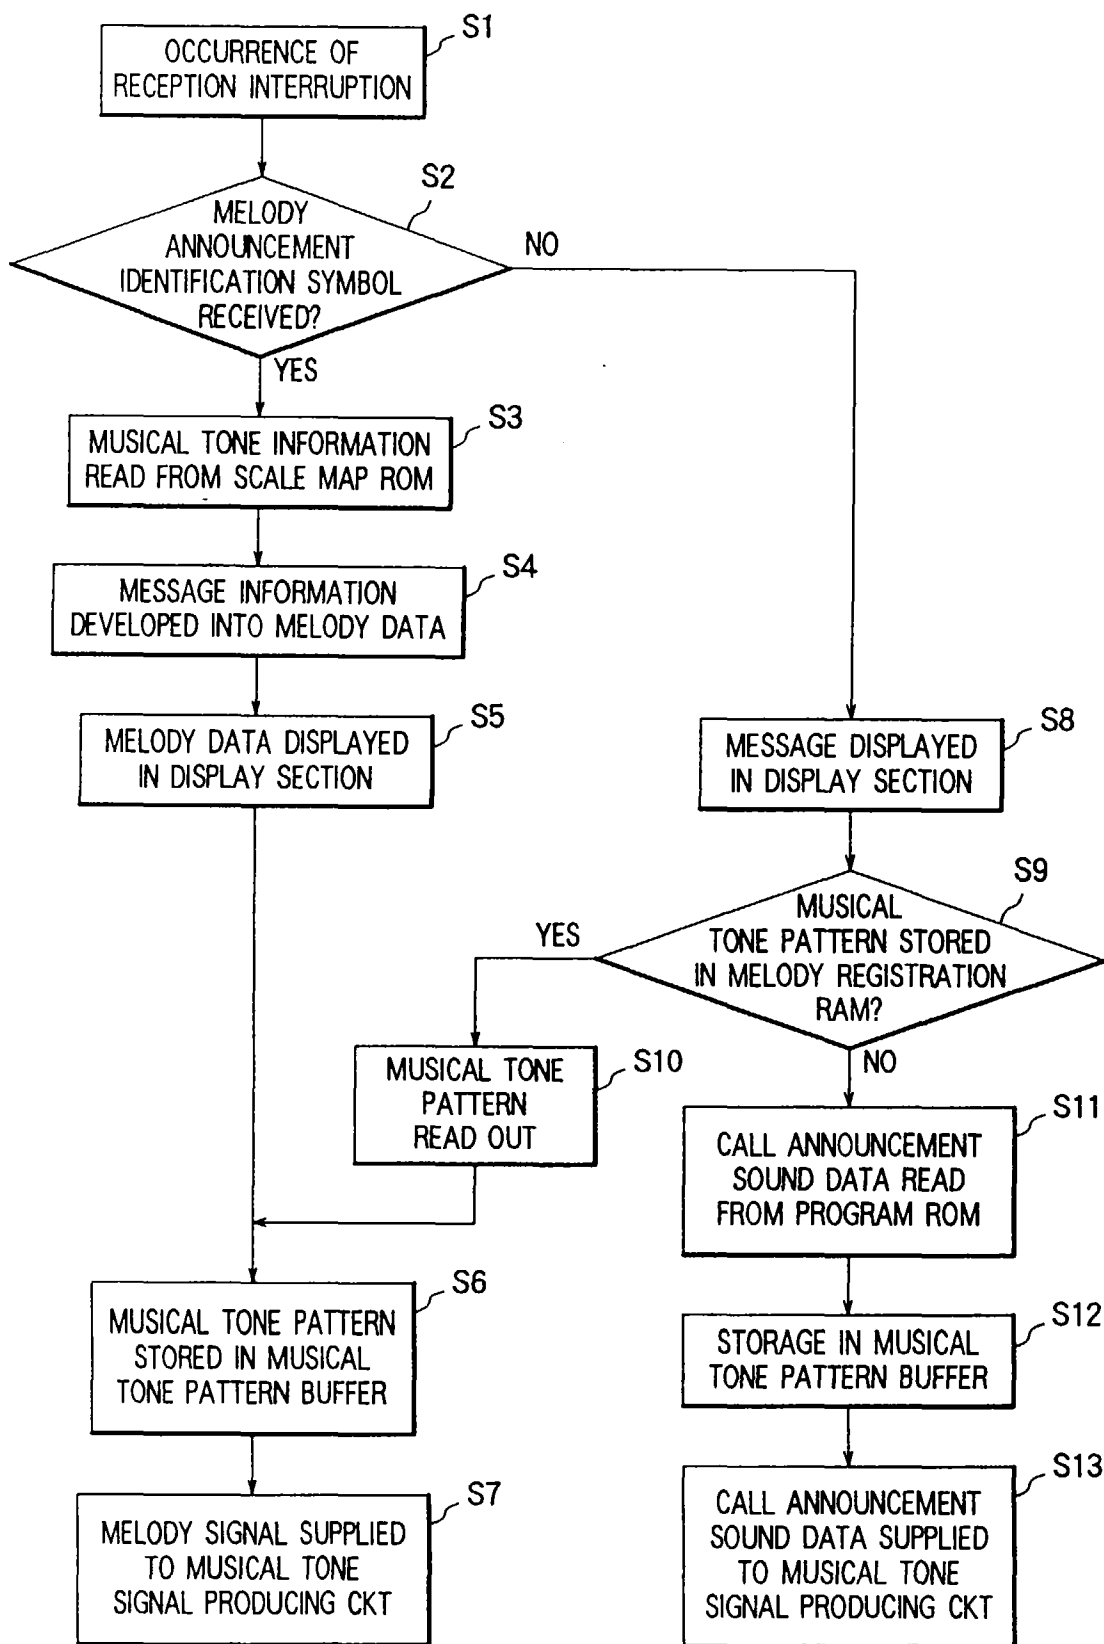 S1
OCCURRENCE OF
RECEPTION INTERRUPTION
S2
MELODY
ANNOUNCEMENT
IDENTIFICATION SYMBOL
RECEIVED?
NO
YES
S3
MUSICAL TONE INFORMATION
READ FROM SCALE MAP ROM
S4
MESSAGE INFORMATION
DEVELOPED INTO MELODY DATA
S5
MELODY DATA DISPLAYED
IN DISPLAY SECTION
S8
MESSAGE DISPLAYED
IN DISPLAY SECTION
S9
MUSICAL
TONE PATTERN STORED
IN MELODY REGISTRATION
RAM?
YES
NO
S10
MUSICAL TONE
PATTERN
READ OUT
S11
CALL ANNOUNCEMENT
SOUND DATA READ
FROM PROGRAM ROM
S6
MUSICAL TONE PATTERN
STORED IN MUSICAL
TONE PATTERN BUFFER
S12
STORAGE IN MUSICAL
TONE PATTERN BUFFER
S7
MELODY SIGNAL SUPPLIED
TO MUSICAL TONE
SIGNAL PRODUCING CKT
S13
CALL ANNOUNCEMENT
SOUND DATA SUPPLIED
TO MUSICAL TONE
SIGNAL PRODUCING CKT